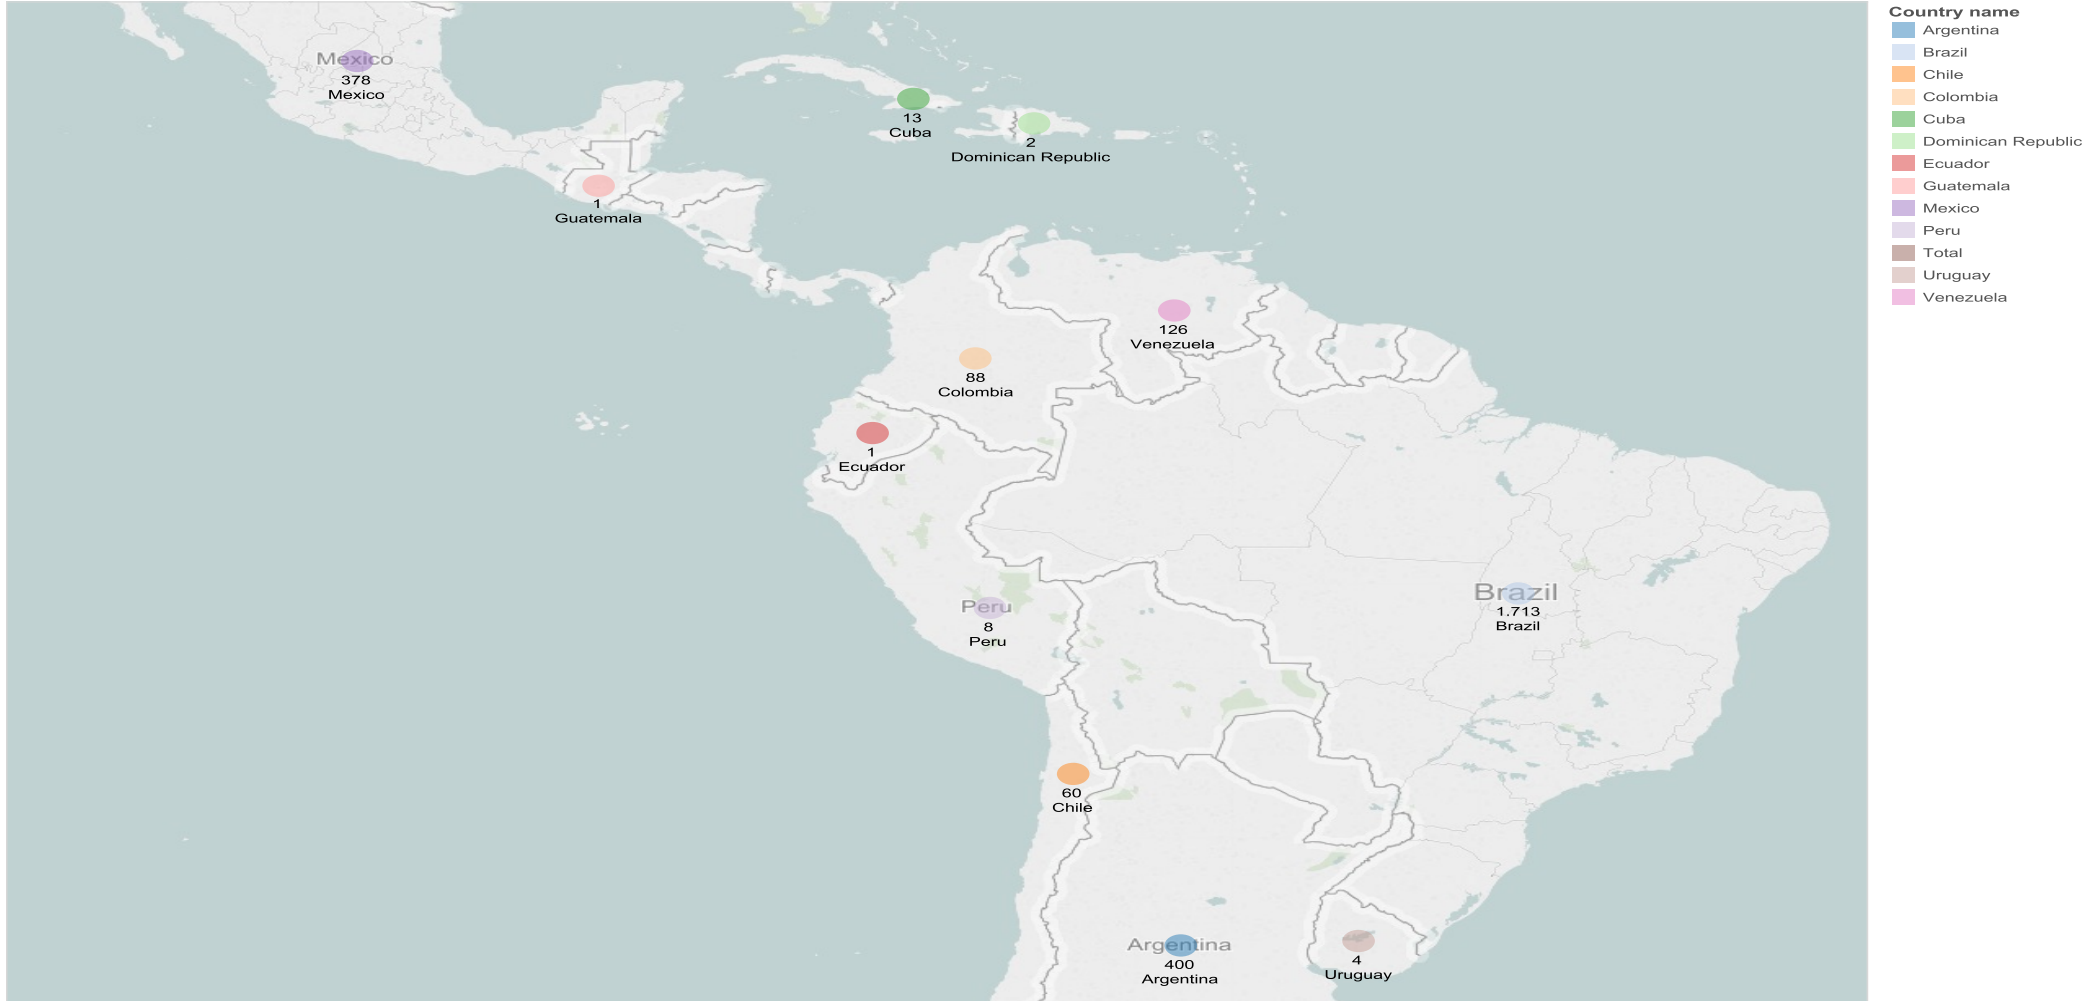 Mexico
378
Mexico
13
Cuba
2
Dominican Republic
1
Guatemala
126
Venezuela
88
Colombia
1
Ecuador
Brazil
1.713
Brazil
Peru
8
Peru
60
Chile
Argentina
400
Argentina
4
Uruguay
Country name
Argentina
Brazil
Chile
Colombia
Cuba
Dominican Republic
Ecuador
Guatemala
Mexico
Peru
Total
Uruguay
Venezuela